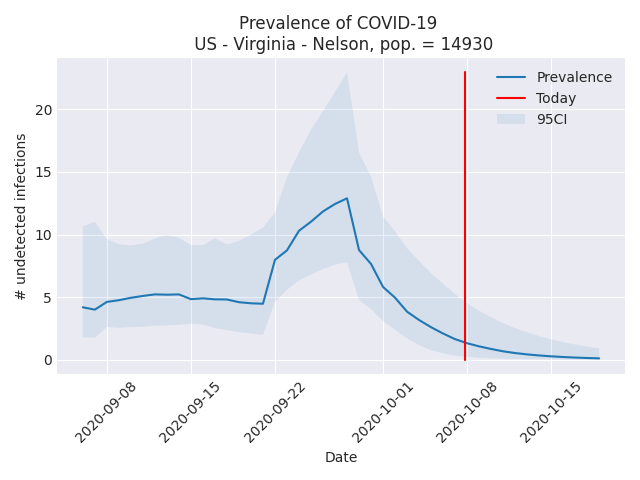 Prevalence of COVID-19
US - Virginia - Nelson, pop. = 14930
Prevalence
Today
95CI
# undetected infections
20
15
10
5
0
2020-09-08
2020-09-15
2020-09-22
2020-10-01
2020-10-08
2020-10-15
Date